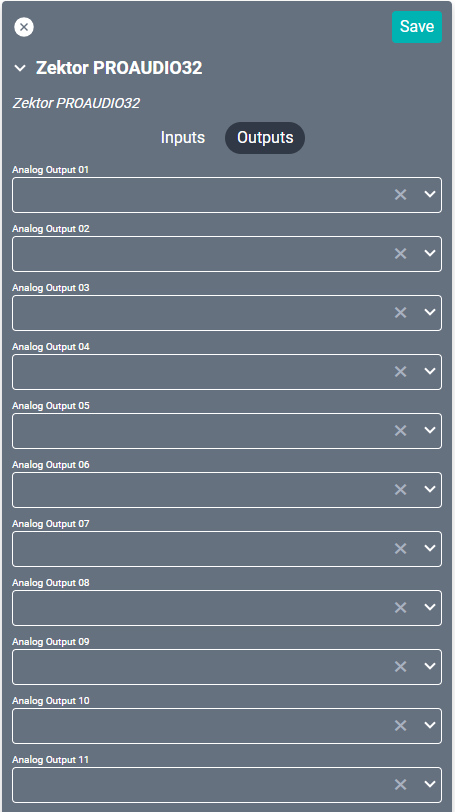 Save
Zektor PROAUDIO32
Zektor PROAUDIO32
Inputs Outputs
Analog Output 01
Analog Output 02
Analog Output 03
Analog Output 04
Analog Output 05
Analog Output 06
Analog Output 07
Analog Output 08
Analog Output 09
Analog Output 10
Analog Output 11